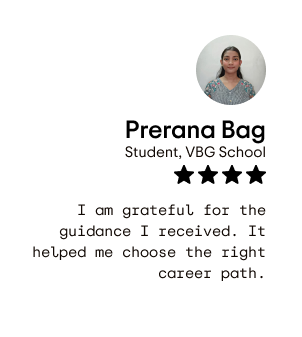 Prerana Bag
Student, VBG School
I am grateful for the
guidance I received. It
helped me choose the right
career path.